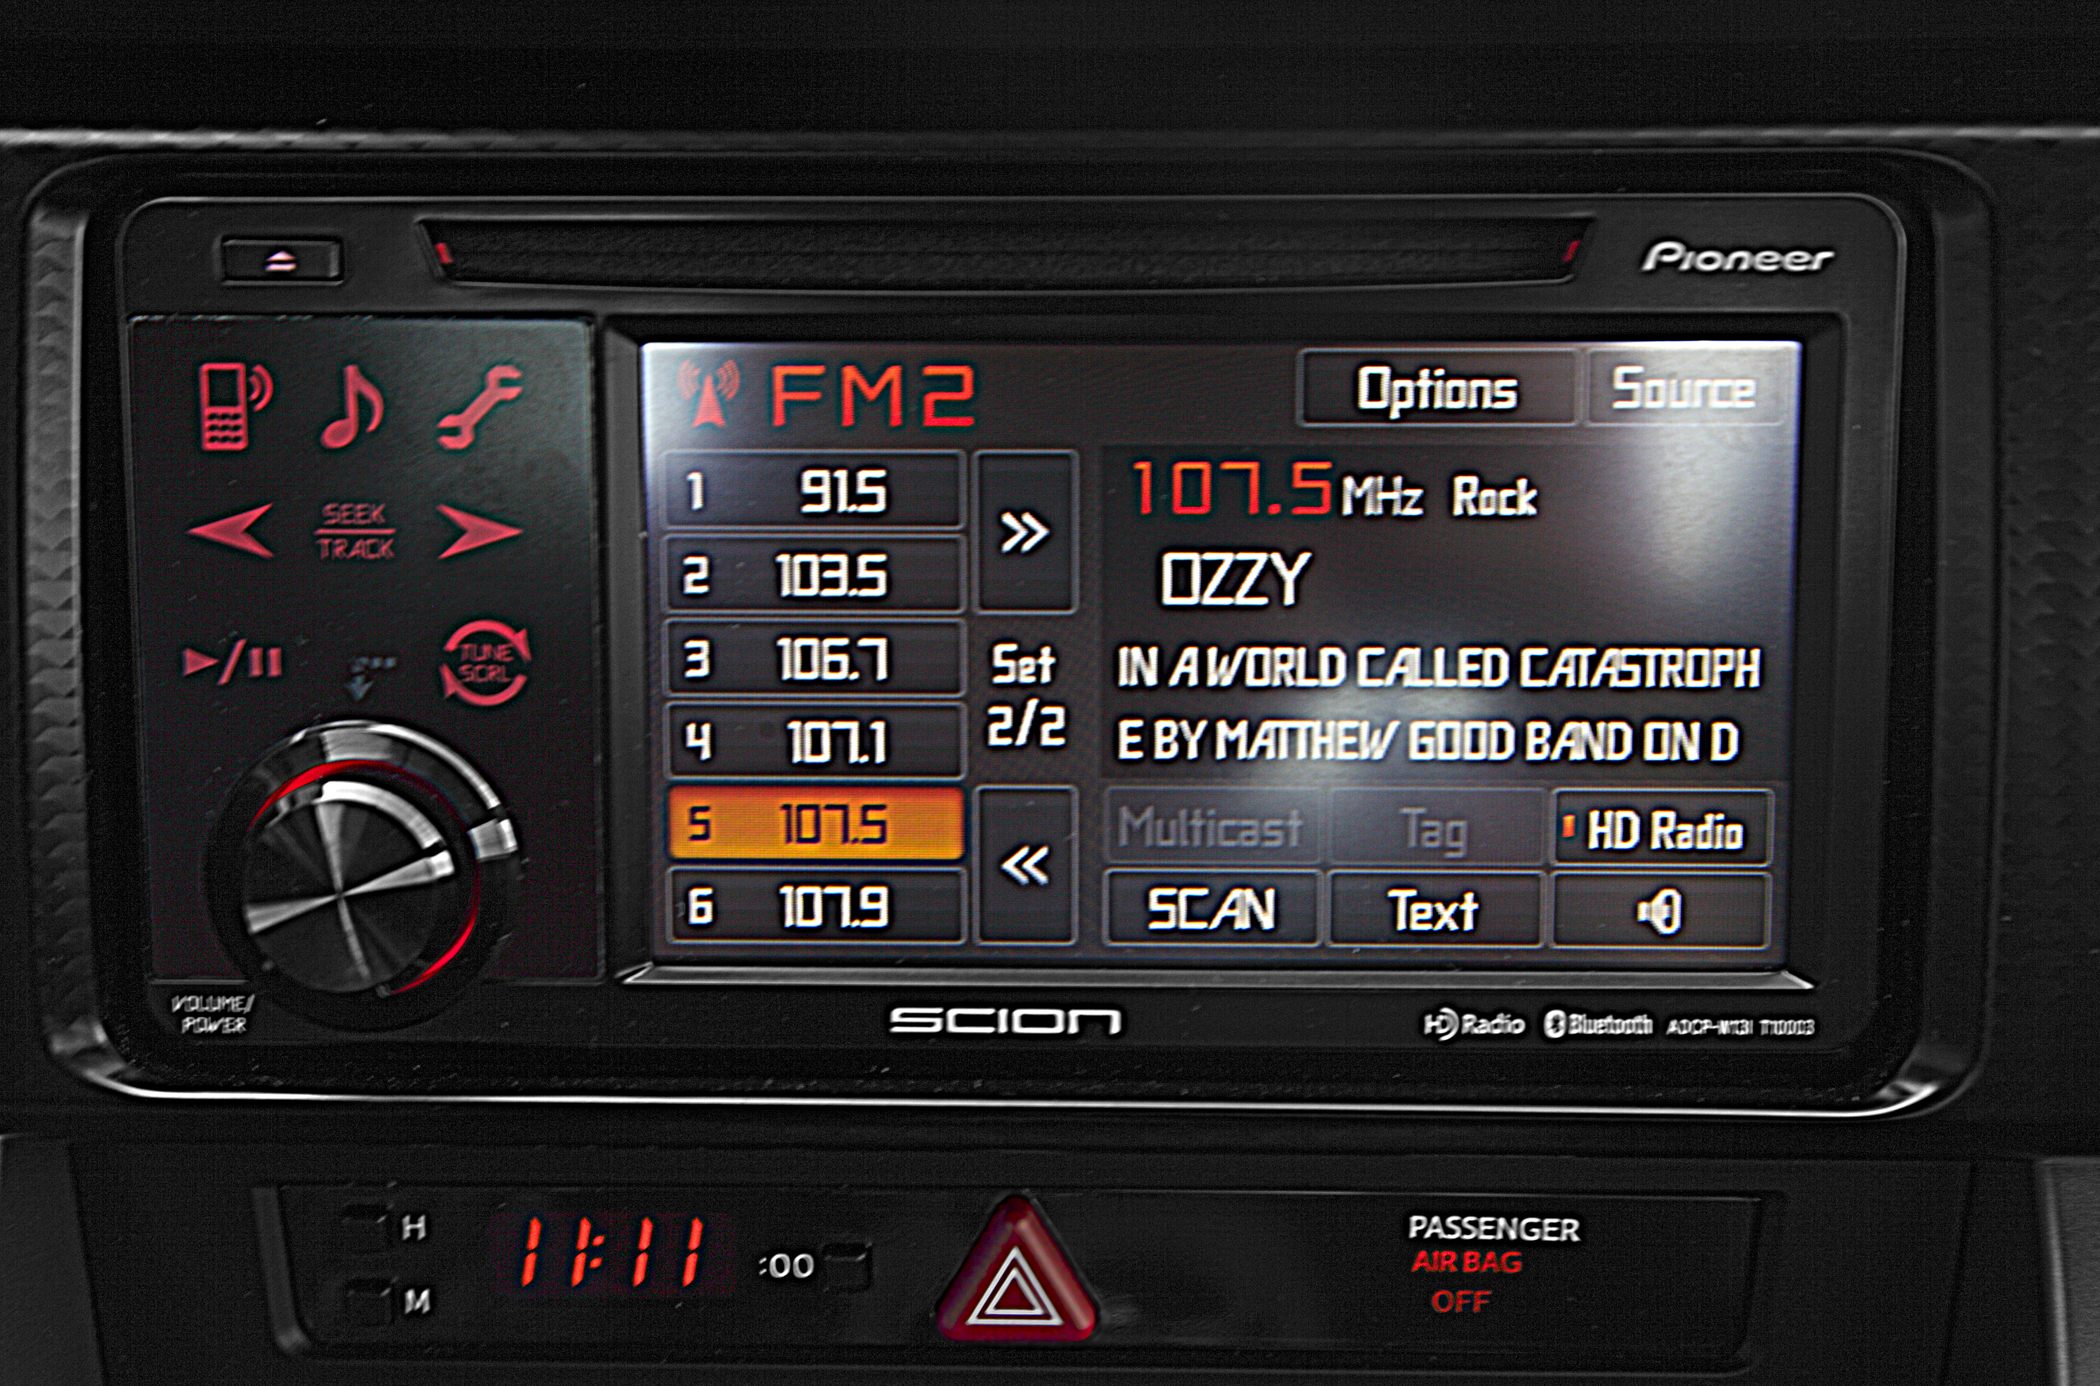 Pioneer
FM2
Options
Source
1 91.5
2 103.5
3 106.7
4 107.1
5 107.5
6 107.9
Set
2/2
107.5 MHz Rock
OZZY
IN A WORLD CALLED CATASTROPH
E BY MATTHEW GOOD BAND ON D
Multicast
Tag
HD Radio
SCAN
Text
SEEK
TRACK
TUNE
SCRL
VOLUME/
POWER
SCION
HD Radio
Bluetooth
T10003
H
M
11:11
:00
PASSENGER
AIR BAG
OFF